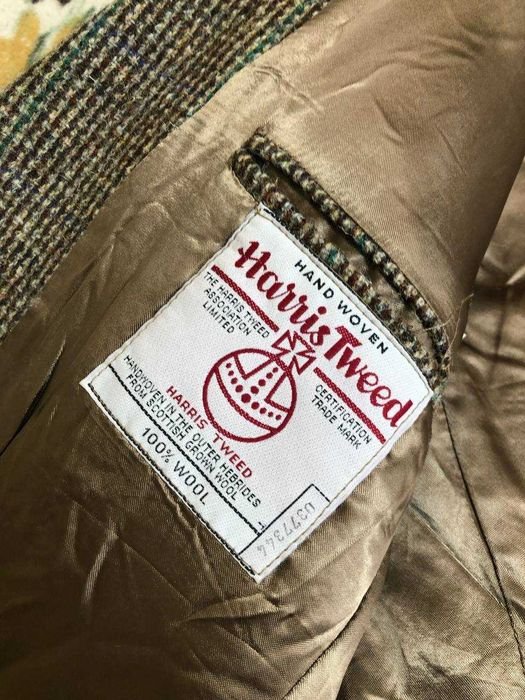 HAND WOVEN
Harris Tweed
THE HARRIS TWEED
ASSOCIATION
LIMITED
CERTIFICATION
TRADE MARK
HARRIS TWEED
HANDWOVEN IN THE OUTER HEBRIDES
FROM SCOTTISH GROWN WOOL
100% WOOL
U377344